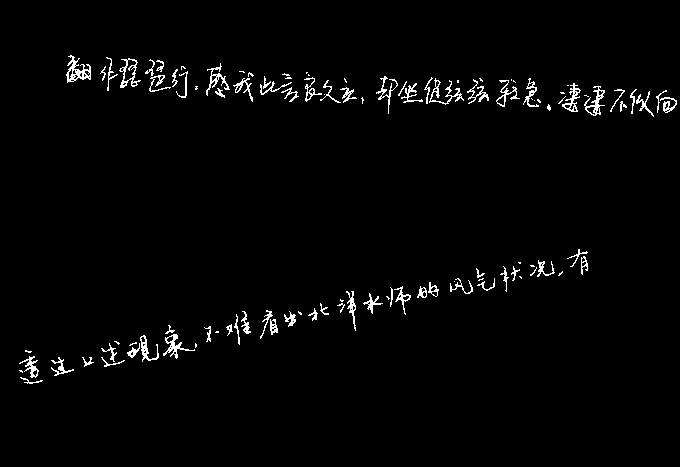 翻作琵琶行。感我此言良久立，却坐促弦弦转急。凄凄不似向
透过以上述现象，不难看出北洋水师的风气状况，有